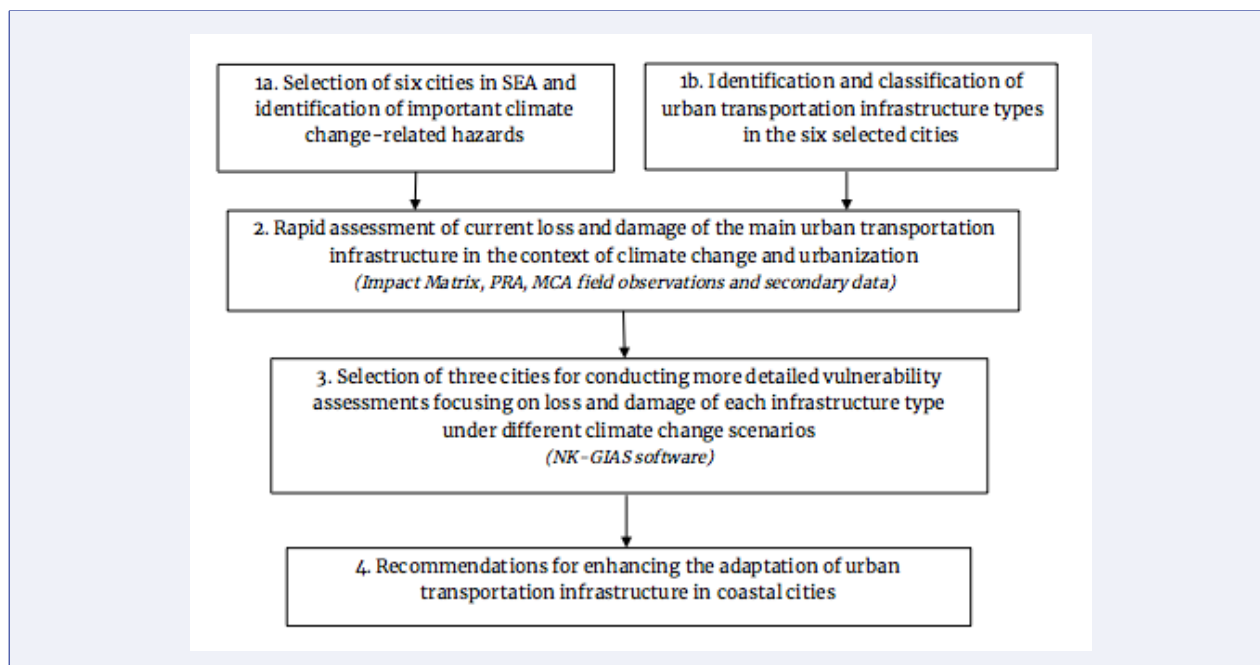 1a. Selection of six cities in SEA and
identification of important climate
change-related hazards
1b. Identification and classification of
urban transportation infrastructure types
in the six selected cities
2. Rapid assessment of current loss and damage of the main urban transportation
infrastructure in the context of climate change and urbanization
(Impact Matrix, PRA, MCA field observations and secondary data)
3. Selection of three cities for conducting more detailed vulnerability
assessments focusing on loss and damage of each infrastructure type
under different climate change scenarios
(NK-GIAS software)
4. Recommendations for enhancing the adaptation of urban
transportation infrastructure in coastal cities